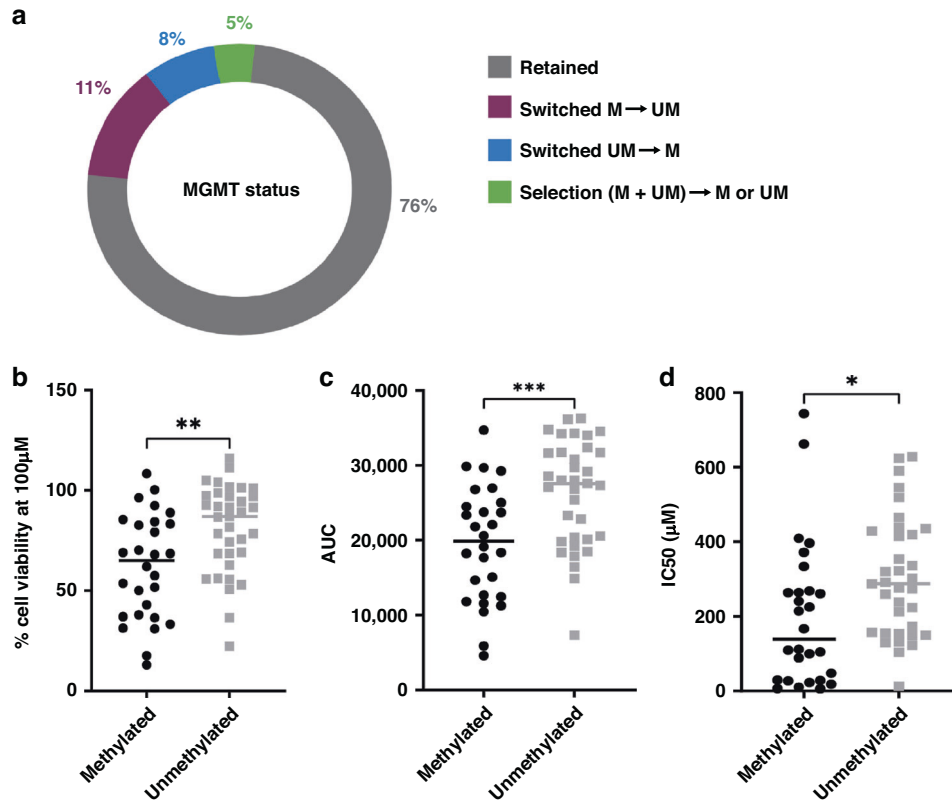 a
5%
8%
11%
76%
MGMT status
Retained
Switched M → UM
Switched UM → M
Selection (M + UM) → M or UM
b
% cell viability at 100μM
150
100
50
0
**
Methylated
Unmethylated
c
AUC
40,000
30,000
20,000
10,000
0
***
Methylated
Unmethylated
d
IC50 (μM)
800
600
400
200
0
*
Methylated
Unmethylated